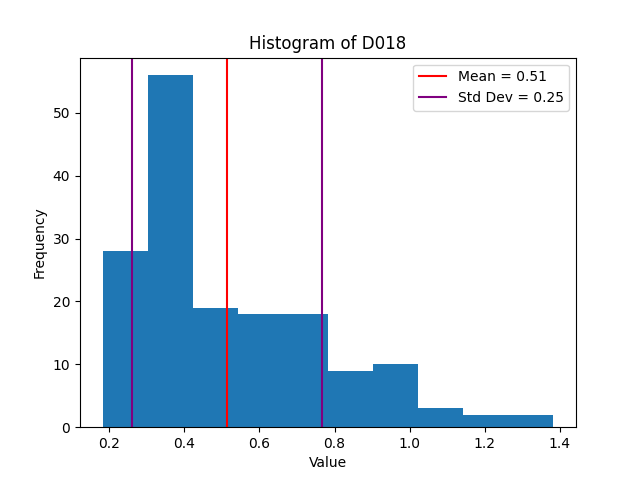 Histogram of D018
Mean = 0.51
Std Dev = 0.25
Frequency
50
40
30
20
10
0
0.2 0.4 0.6 0.8 1.0 1.2 1.4
Value